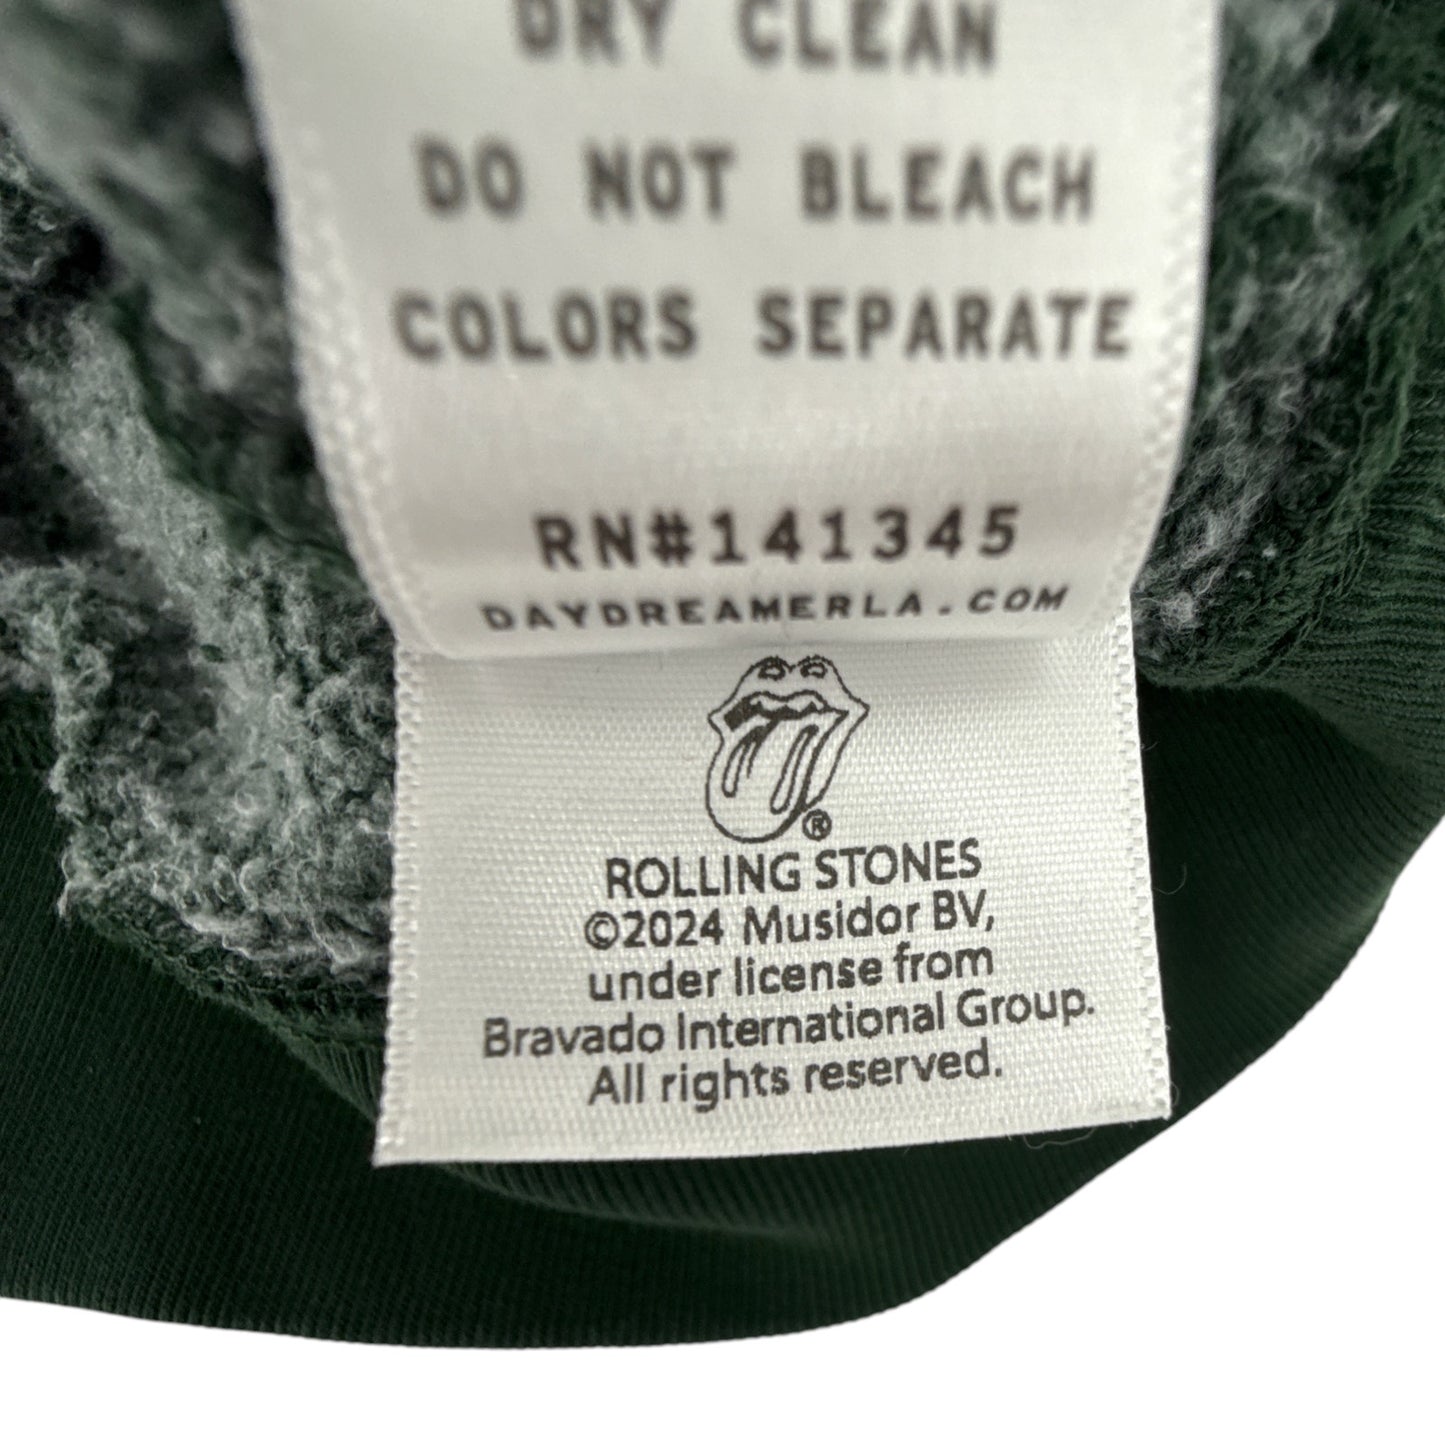 DRY CLEAN
DO NOT BLEACH
COLORS SEPARATE
RN#141345
DAYDREAMERLA.COM
®
ROLLING STONES
©2024 Musidor BV,
under license from
Bravado International Group.
All rights reserved.